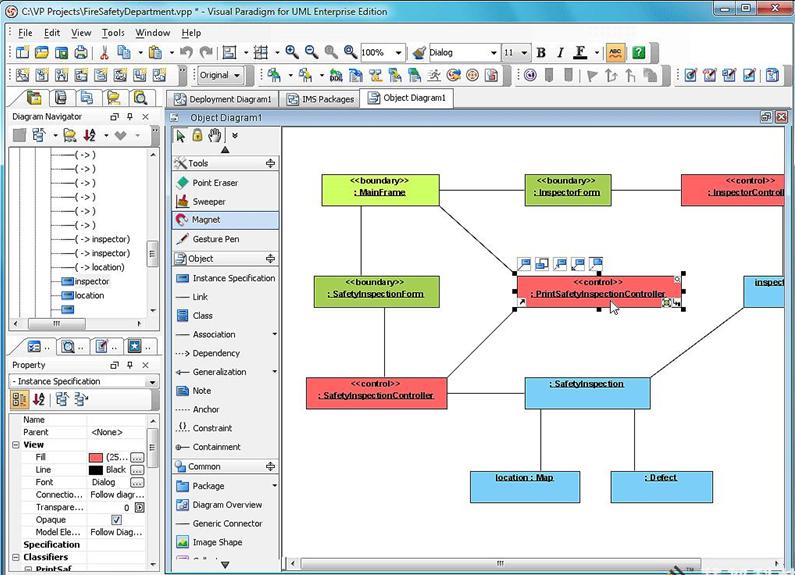 C:\VP Projects\FireSafetyDepartment.vpp * - Visual Paradigm for UML Enterprise Edition
File Edit View Tools Window Help
100% Dialog 11 B I F ABC
Original
Deployment Diagram1 IMS Packages Object Diagram1
Diagram Navigator
( -> )
( -> )
( -> )
( -> )
( -> )
( -> )
( -> inspector)
( -> inspector)
( -> location)
inspector
location
Property
- Instance Specification
Name
Parent <None>
View
Fill (25...
Line Black
Font Dialog
Connectio... Follow diagr...
Transpare... 0
Opaque
Model Ele... Follow Diag...
Specification
Classifiers
PrintSaf
Object Diagram1
Tools
Point Eraser
Sweeper
Magnet
Gesture Pen
Object
Instance Specification
Link
Class
Association
Dependency
Generalization
Note
Anchor
Constraint
Containment
Common
Package
Diagram Overview
Generic Connector
Image Shape
<<boundary>>
: MainFrame
<<boundary>>
: InspectorForm
<<control>>
: InspectorControll
<<boundary>>
: SafetyInspectionForm
<<control>>
: PrintSafetyInspectionController
inspect
<<control>>
: SafetyInspectionController
: SafetyInspection
location : Map
: Defect